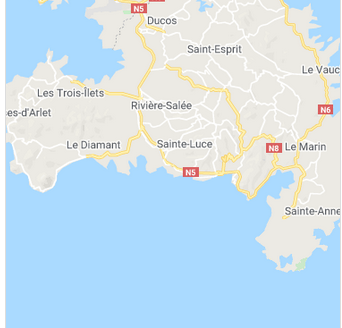 N5
Ducos
Saint-Esprit
Le Vauc
Les Trois-Îlets
Rivière-Salée
N6
es-d'Arlet
Le Diamant
Sainte-Luce
N8
Le Marin
N5
Sainte-Anne